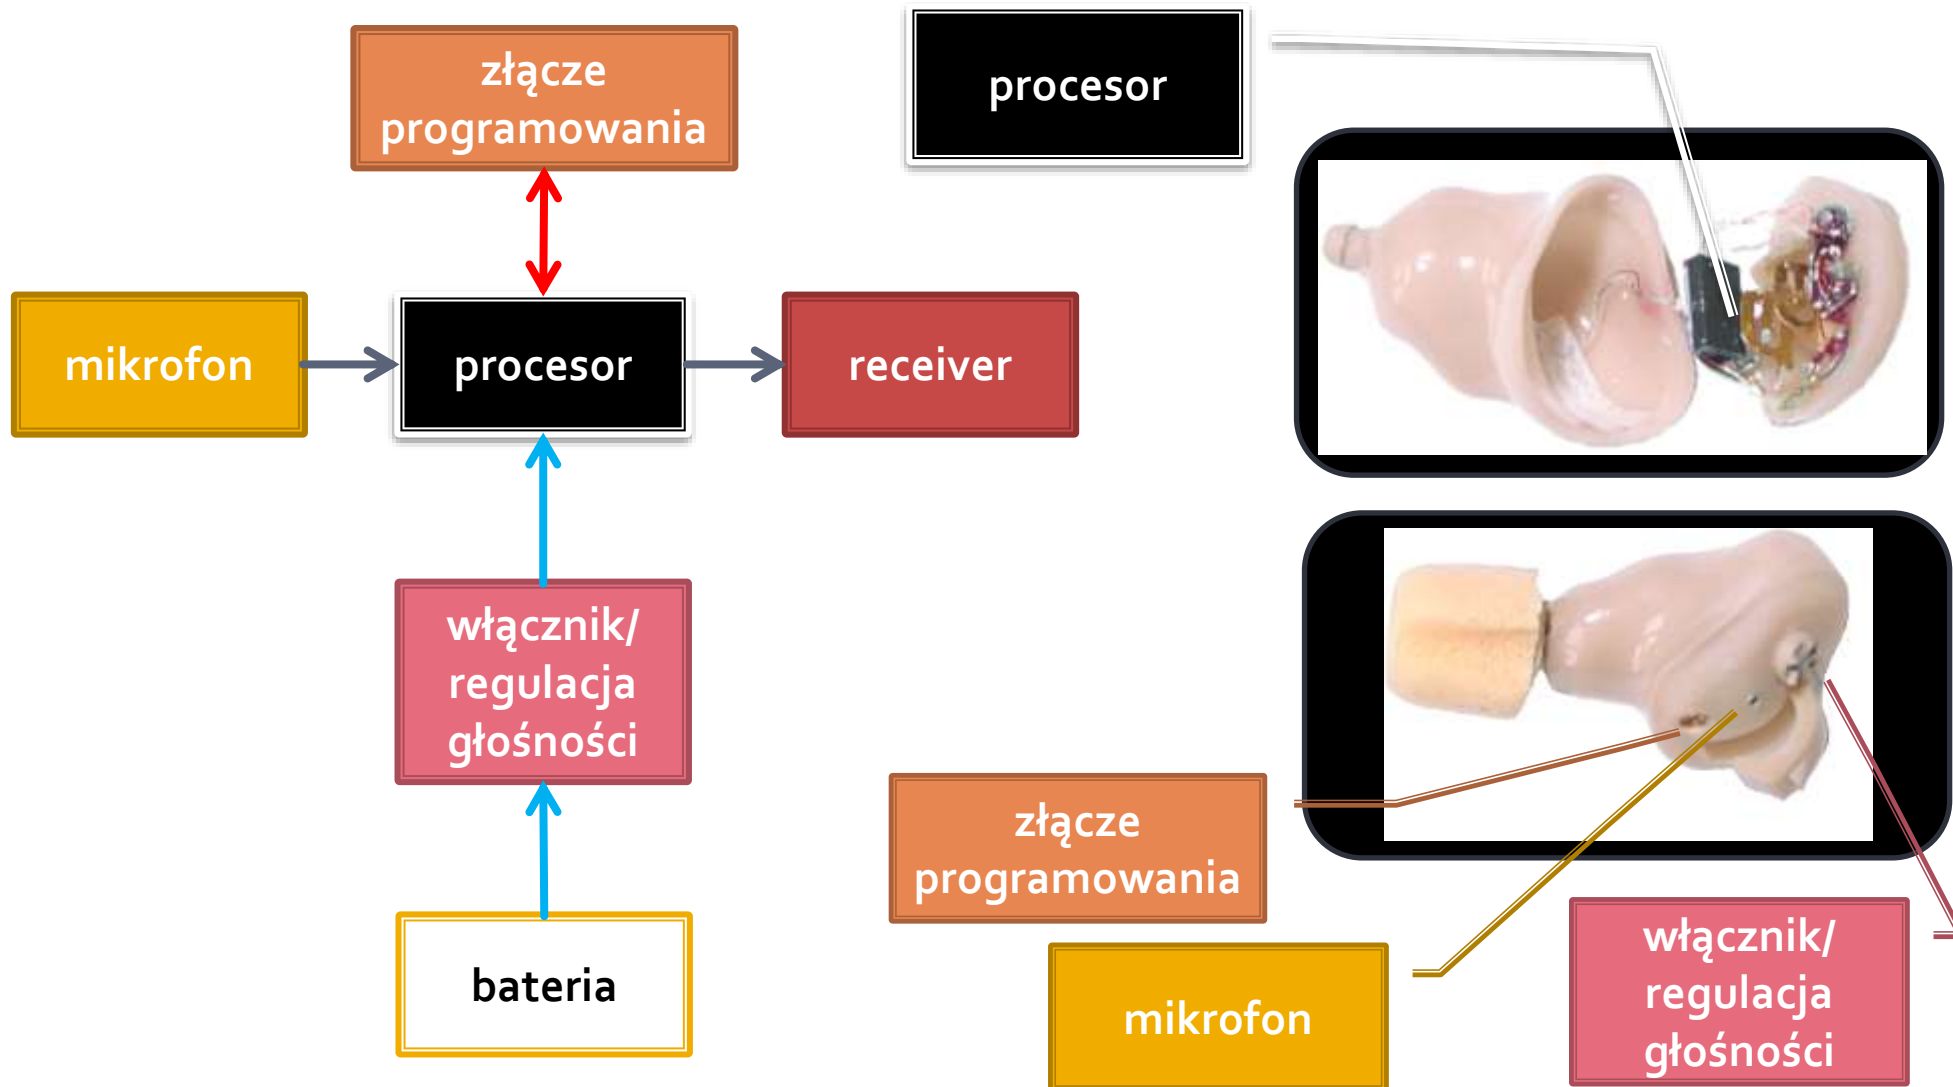 złącze
programowania
procesor
mikrofon
procesor
receiver
włącznik/
regulacja
głośności
bateria
złącze
programowania
mikrofon
włącznik/
regulacja
głośności